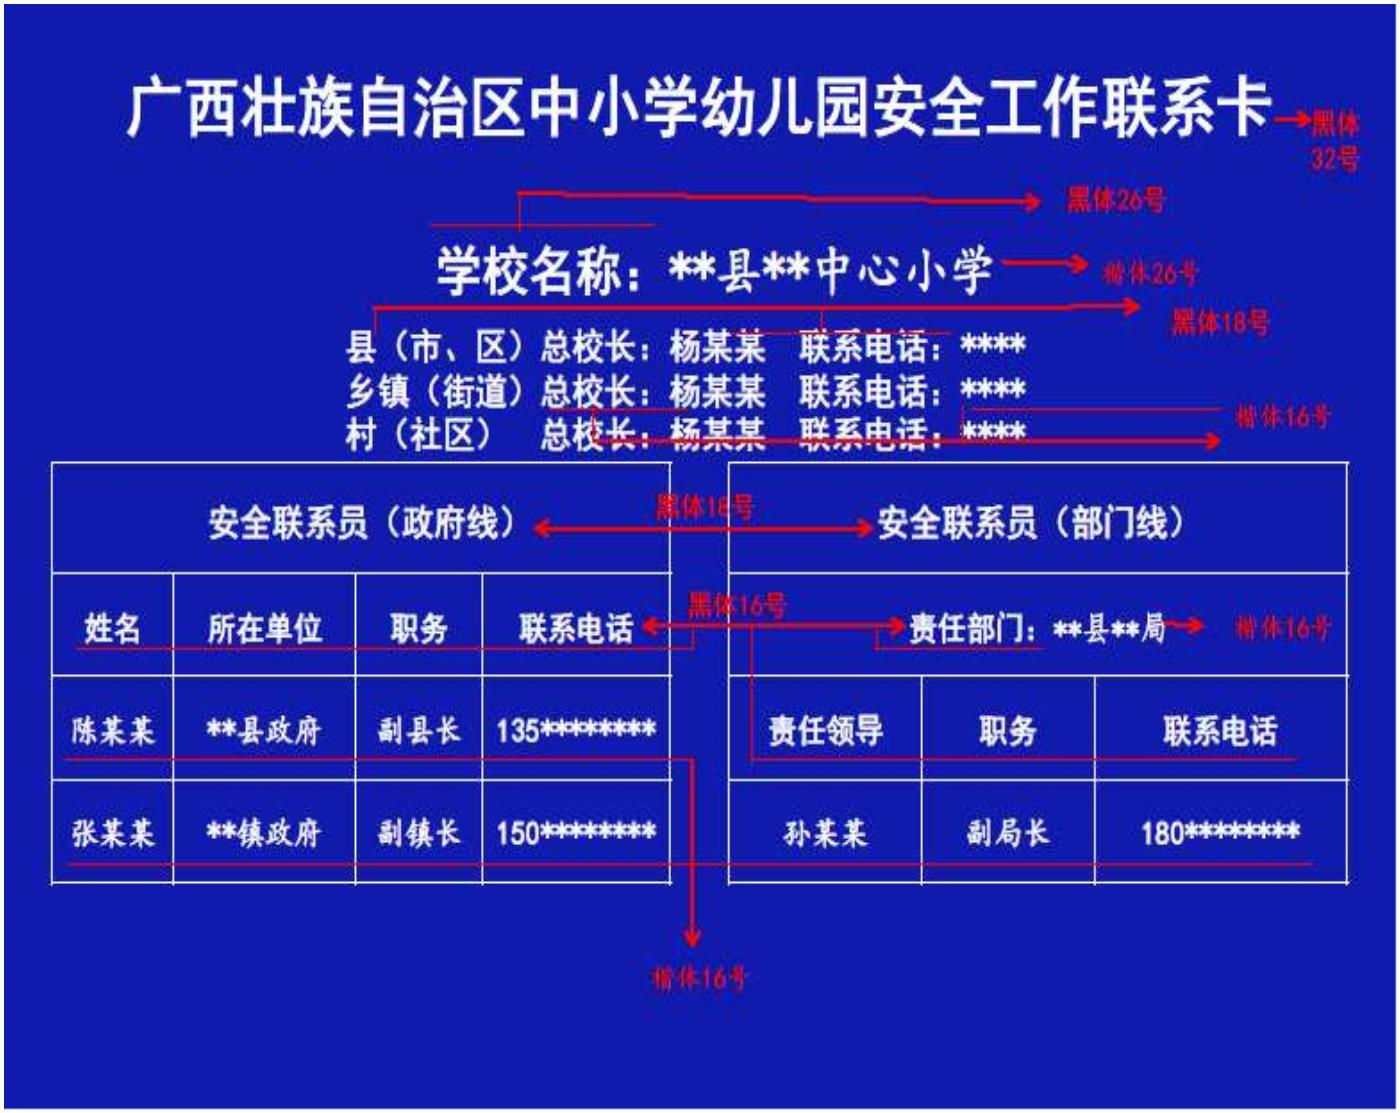 广西壮族自治区中小学幼儿园安全工作联系卡
黑体
32号
黑体26号
学校名称：**县**中心小学
楷体26号
黑体18号
县（市、区）总校长：杨某某 联系电话：****
乡镇（街道）总校长：杨某某 联系电话：****
楷体16号
村（社区） 总校长：杨某某 联系电话：****
安全联系员（政府线） 黑体18号 安全联系员（部门线）
黑体16号
姓名 所在单位 职务 联系电话 责任部门：**县**局 楷体16号
陈某某 **县政府 副县长 135******** 责任领导 职务 联系电话
张某某 **镇政府 副镇长 150******** 孙某某 副局长 180********
楷体16号